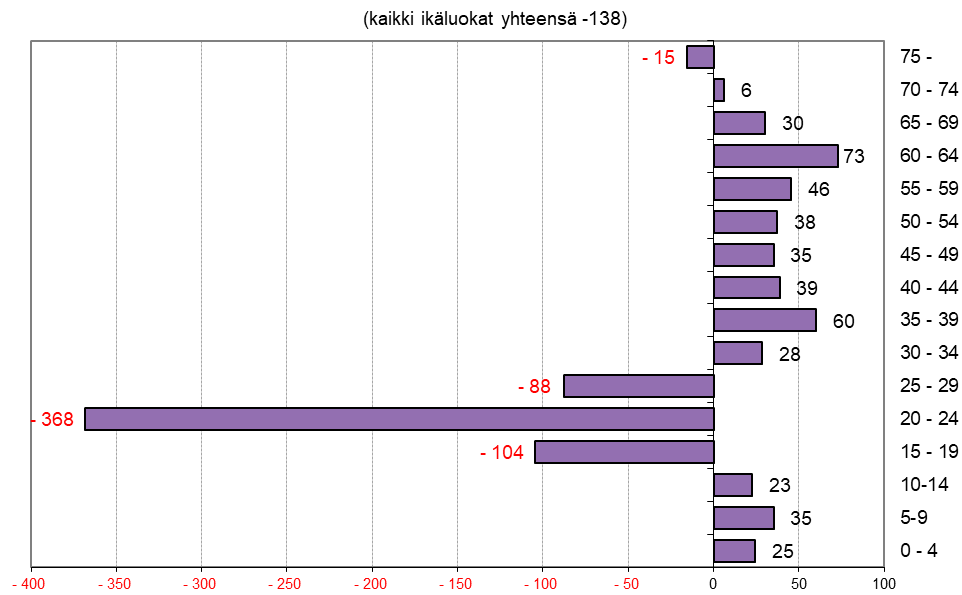 (kaikki ikäluokat yhteensä -138)
- 15 75 -
6 70 - 74
30 65 - 69
73 60 - 64
46 55 - 59
38 50 - 54
35 45 - 49
39 40 - 44
60 35 - 39
28 30 - 34
- 88 25 - 29
- 368 20 - 24
- 104 15 - 19
23 10-14
35 5-9
25 0 - 4
- 400 - 350 - 300 - 250 - 200 - 150 - 100 - 50 0 50 100